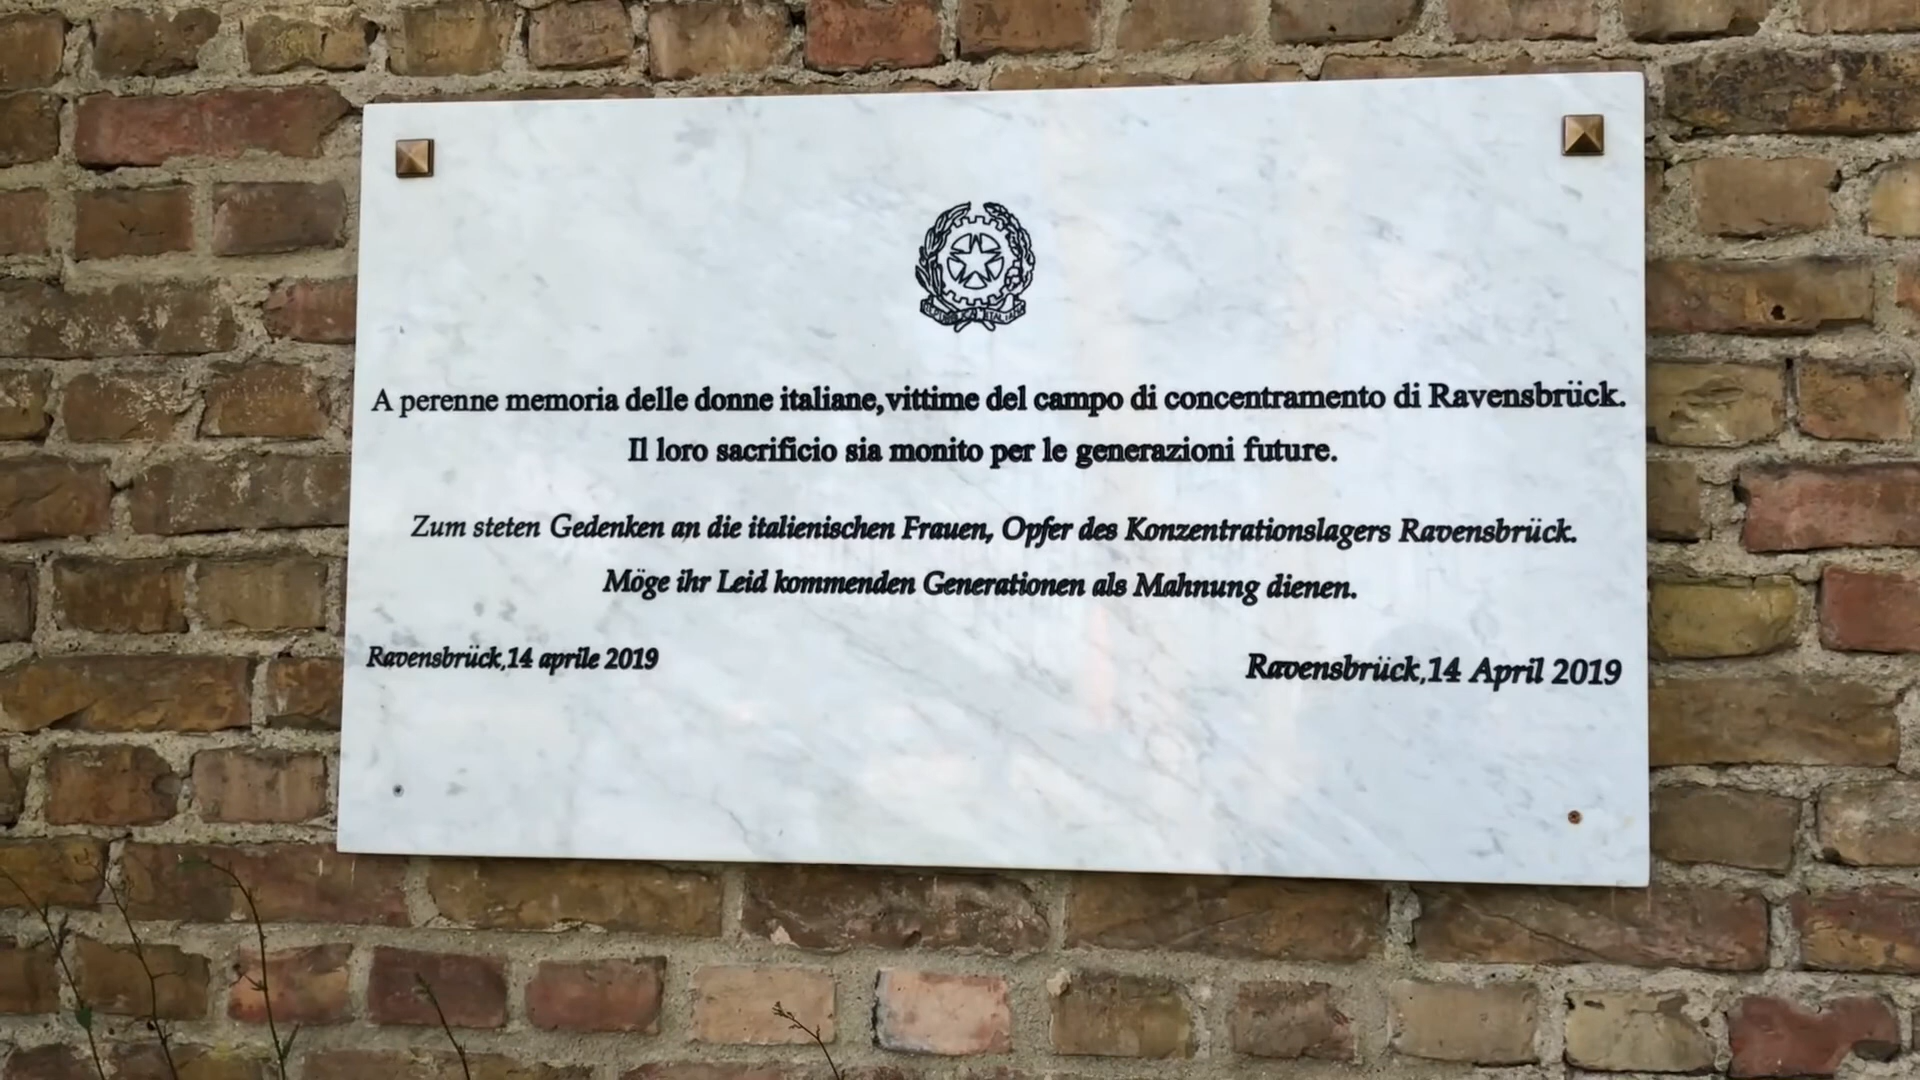 REPUBBLICA ITALIANA
A perenne memoria delle donne italiane,vittime del campo di concentramento di Ravensbrück.
Il loro sacrificio sia monito per le generazioni future.
Zum steten Gedenken an die italienischen Frauen, Opfer des Konzentrationslagers Ravensbrück.
Möge ihr Leid kommenden Generationen als Mahnung dienen.
Ravensbrück,14 aprile 2019
Ravensbrück,14 April 2019